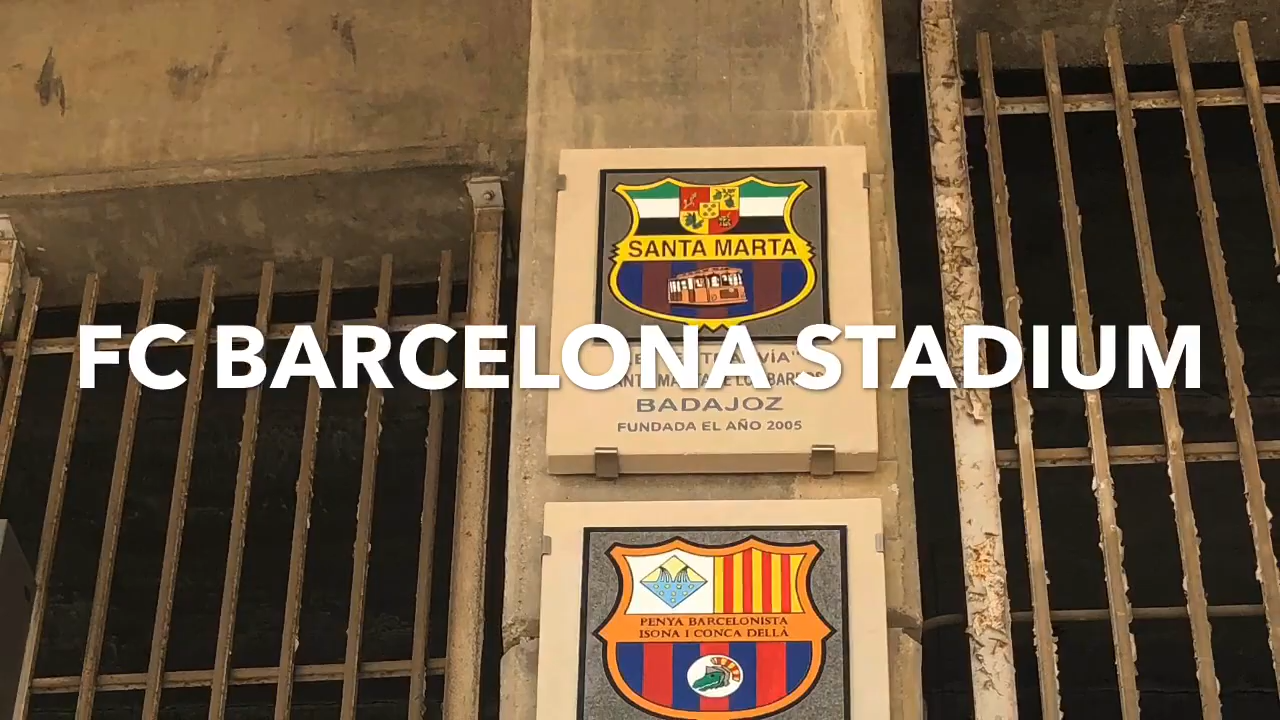 SANTA MARTA
FC BARCELONA STADIUM
BADAJOZ
FUNDADA EL AÑO 2005
PENYA BARCELONISTA
ISONA I CONCA DELLÀ